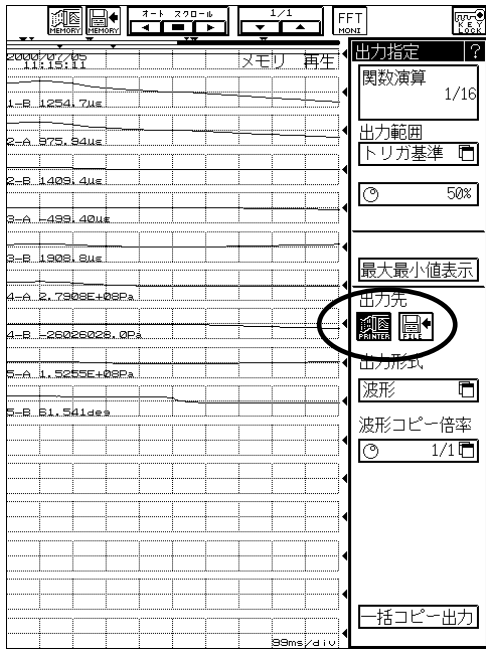 MEMORY
MEMORY
オート スクロール
1/1
FFT
MONI
KEY
LOCK
2000/07/05
11:15:11
メモリ 再生
1-B 1254.7uε
2-A 975.94uε
2-B 1409.4uε
3-A -499.40uε
3-B 1908.8uε
4-A 2.7908E+08Pa
4-B -26026028.0Pa
5-A 1.5255E+08Pa
5-B 61.541deg
99ms/div
出力指定 ?
関数演算
1/16
出力範囲
トリガ基準
50%
最大最小値表示
出力先
PRINTER
FILE
出力形式
波形
波形コピー倍率
1/1
一括コピー出力